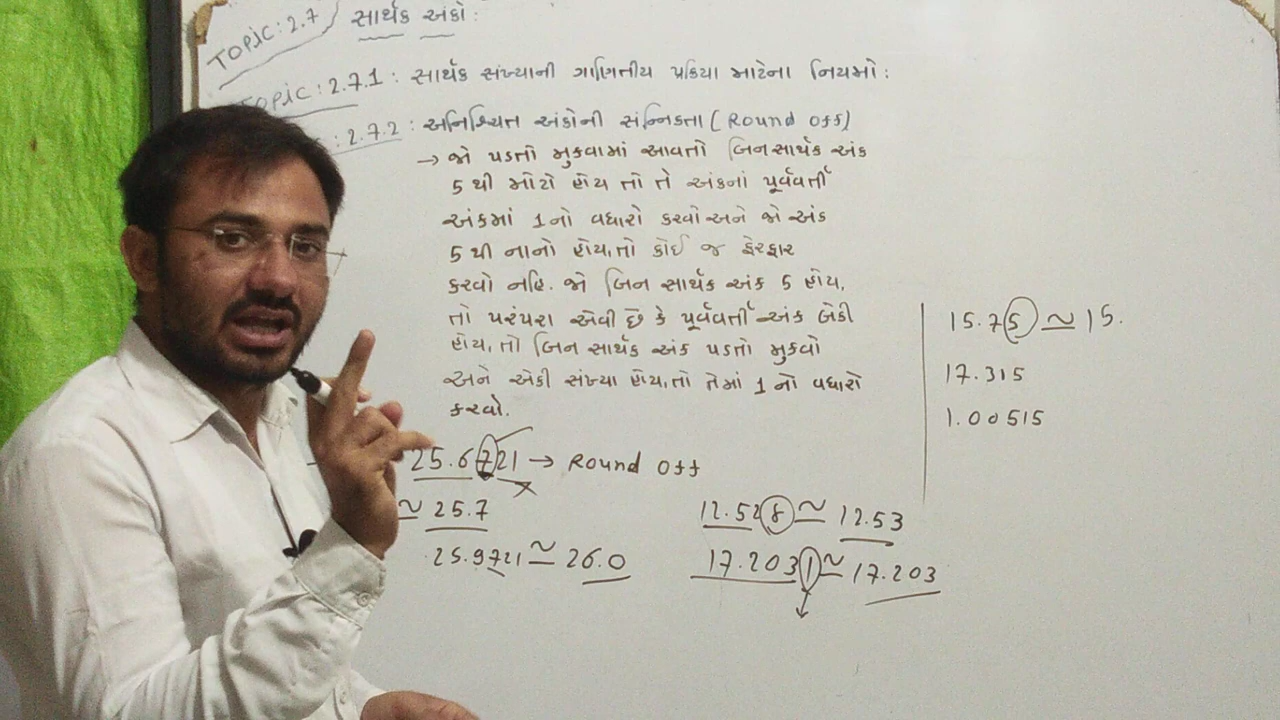 Topic: 2.7 સાર્થક અંકો:
Topic: 2.7.1: સાર્થક સંખ્યાની ગાણિતીય પ્રક્રિયા માટેના નિયમો:
: 2.7.2: અનિશ્ચિત અંકોની સંન્નિકતા (Round off)
→ જો પડતો મુકવામાં આવતો બિનસાર્થક અંક
5 થી મોટો હોય તો તે અંકનાં પૂર્વવર્તી
અંકમાં 1 નો વધારો કરવો અને જો અંક
5 થી નાનો હોય, તો કોઈ જ ફેરફાર
કરવો નહિ. જો બિન સાર્થક અંક 5 હોય,
તો પરંપરા એવી છે કે પૂર્વવર્તી અંક બેકી
હોય, તો બિન સાર્થક અંક પડતો મુકવો
અને એકી સંખ્યા હોય, તો તેમાં 1 નો વધારો
કરવો.
25.6721 → Round off
≃ 25.7
25.9721 ≃ 26.0
12.528 ≃ 12.53
17.2031 ≃ 17.203
15.75 ≃ 15.
17.315
1.00515